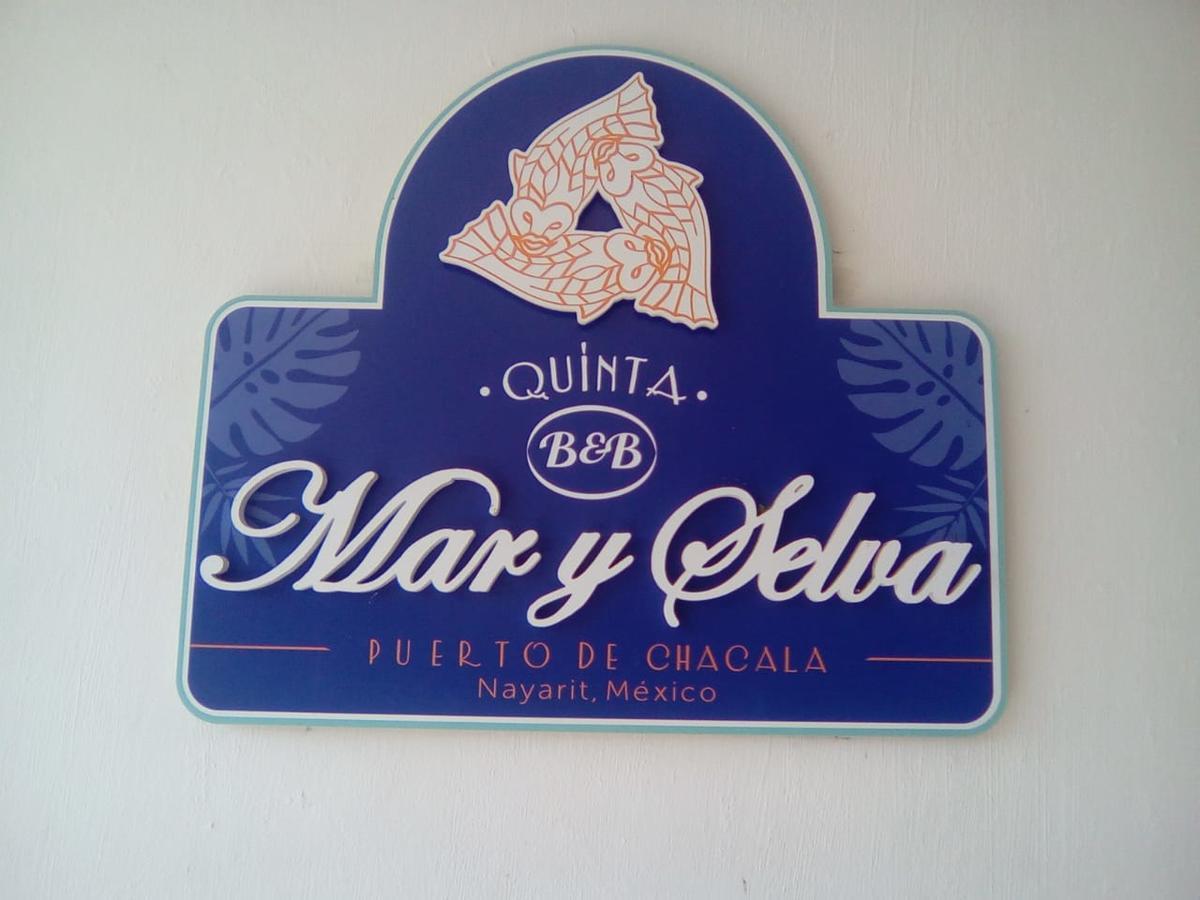 ·QUINTA·
B&B
Mar y Selva
PUERTO DE CHACALA
Nayarit, México